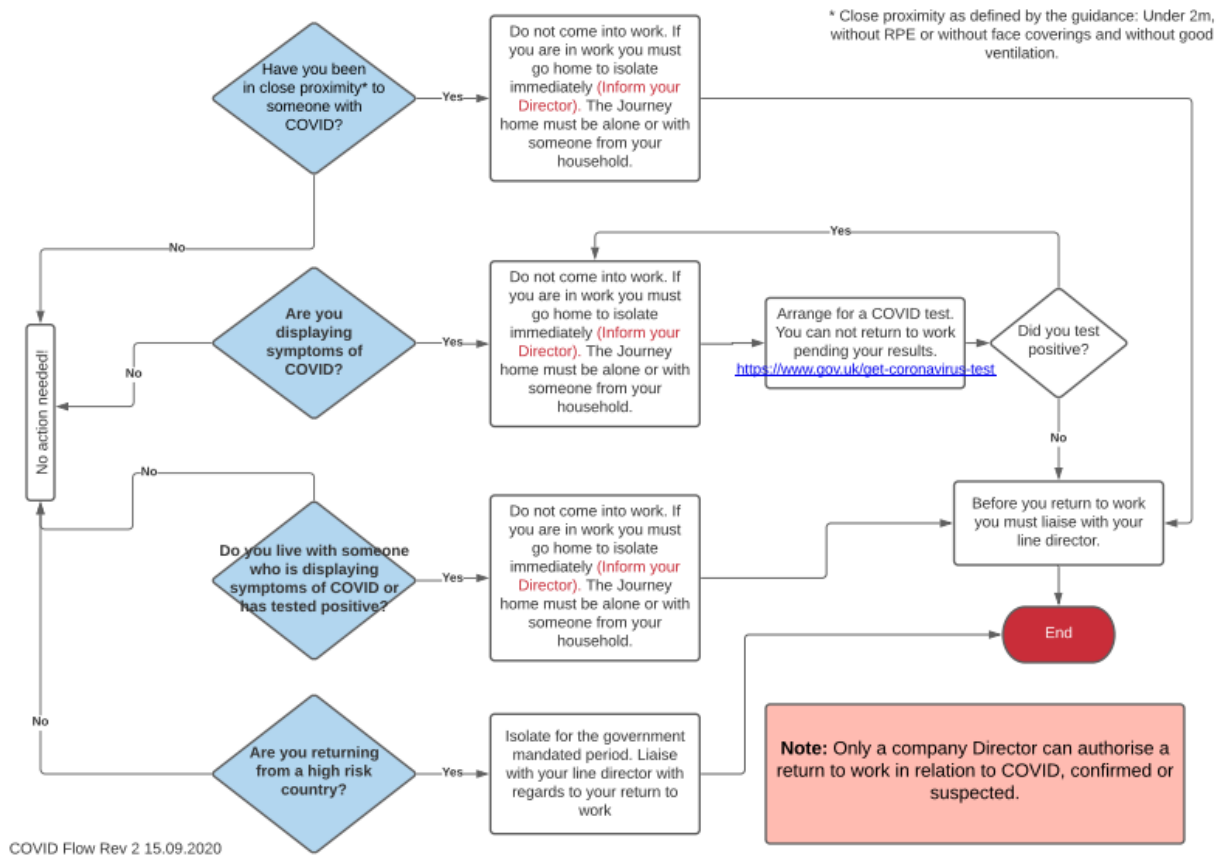 * Close proximity as defined by the guidance: Under 2m,
without RPE or without face coverings and without good
ventilation.
Have you been
in close proximity* to
someone with
COVID?
Yes
Do not come into work. If
you are in work you must
go home to isolate
immediately (Inform your
Director). The Journey
home must be alone or with
someone from your
household.
No
Yes
Are you
displaying
symptoms of
COVID?
Yes
Do not come into work. If
you are in work you must
go home to isolate
immediately (Inform your
Director). The Journey
home must be alone or with
someone from your
household.
Arrange for a COVID test.
You can not return to work
pending your results.
https://www.gov.uk/get-coronavirus-test
Did you test
positive?
No
No action needed!
No
No
Do you live with someone
who is displaying
symptoms of COVID or
has tested positive?
Yes
Do not come into work. If
you are in work you must
go home to isolate
immediately (Inform your
Director). The Journey
home must be alone or with
someone from your
household.
Before you return to work
you must liaise with your
line director.
End
No
Are you returning
from a high risk
country?
Yes
Isolate for the government
mandated period. Liaise
with your line director with
regards to your return to
work
Note: Only a company Director can authorise a
return to work in relation to COVID, confirmed or
suspected.
COVID Flow Rev 2 15.09.2020